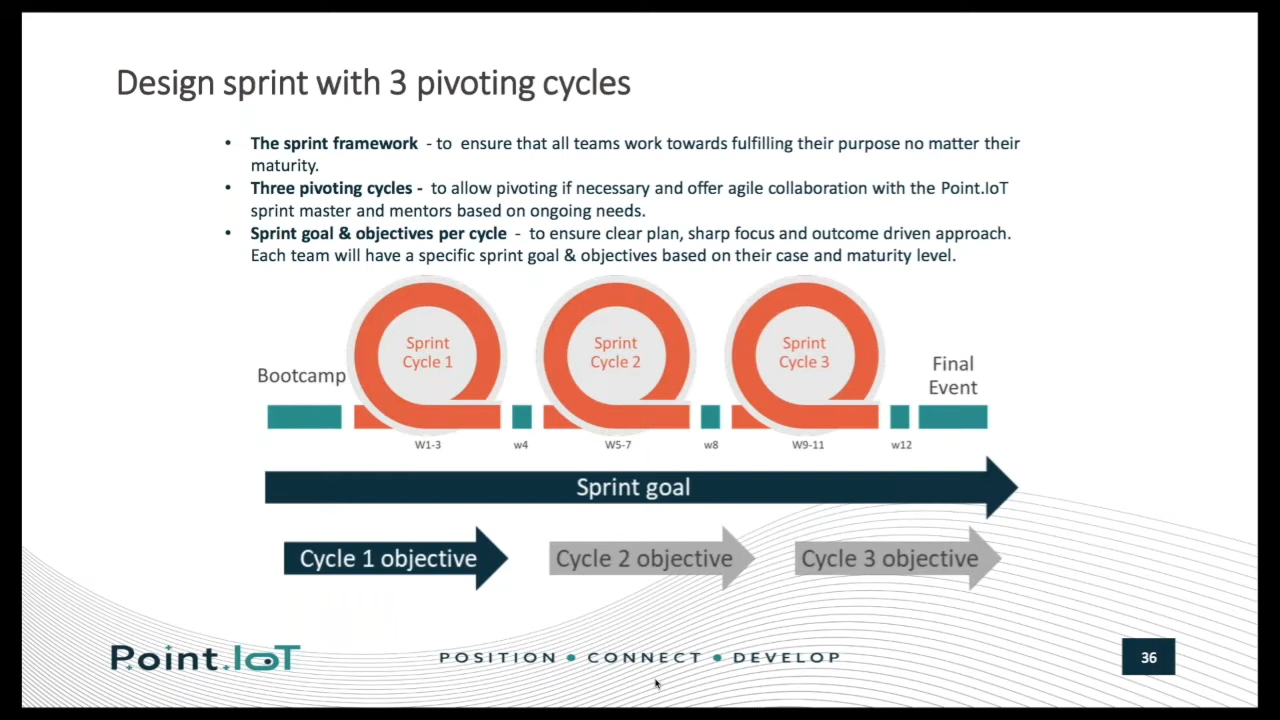 Design sprint with 3 pivoting cycles
• The sprint framework - to ensure that all teams work towards fulfilling their purpose no matter their
maturity.
• Three pivoting cycles - to allow pivoting if necessary and offer agile collaboration with the Point.IoT
sprint master and mentors based on ongoing needs.
• Sprint goal & objectives per cycle - to ensure clear plan, sharp focus and outcome driven approach.
Each team will have a specific sprint goal & objectives based on their case and maturity level.
Bootcamp
Sprint
Cycle 1
Sprint
Cycle 2
Sprint
Cycle 3
Final
Event
W1-3
w4
W5-7
w8
W9-11
w12
Sprint goal
Cycle 1 objective
Cycle 2 objective
Cycle 3 objective
Point.IoT
POSITION • CONNECT • DEVELOP
36